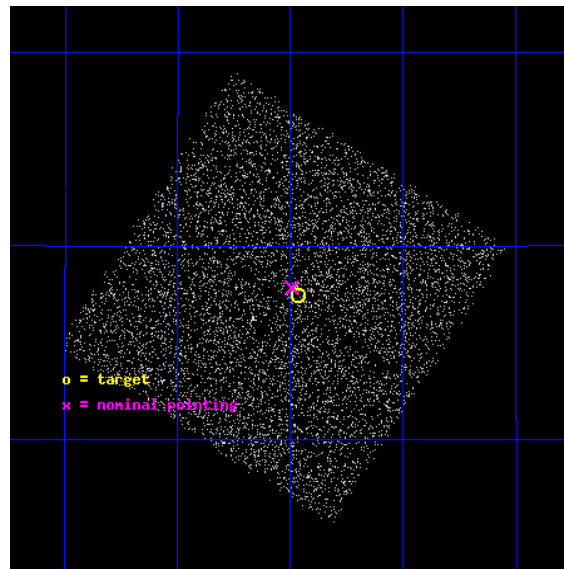 o = target
x = nominal pointing